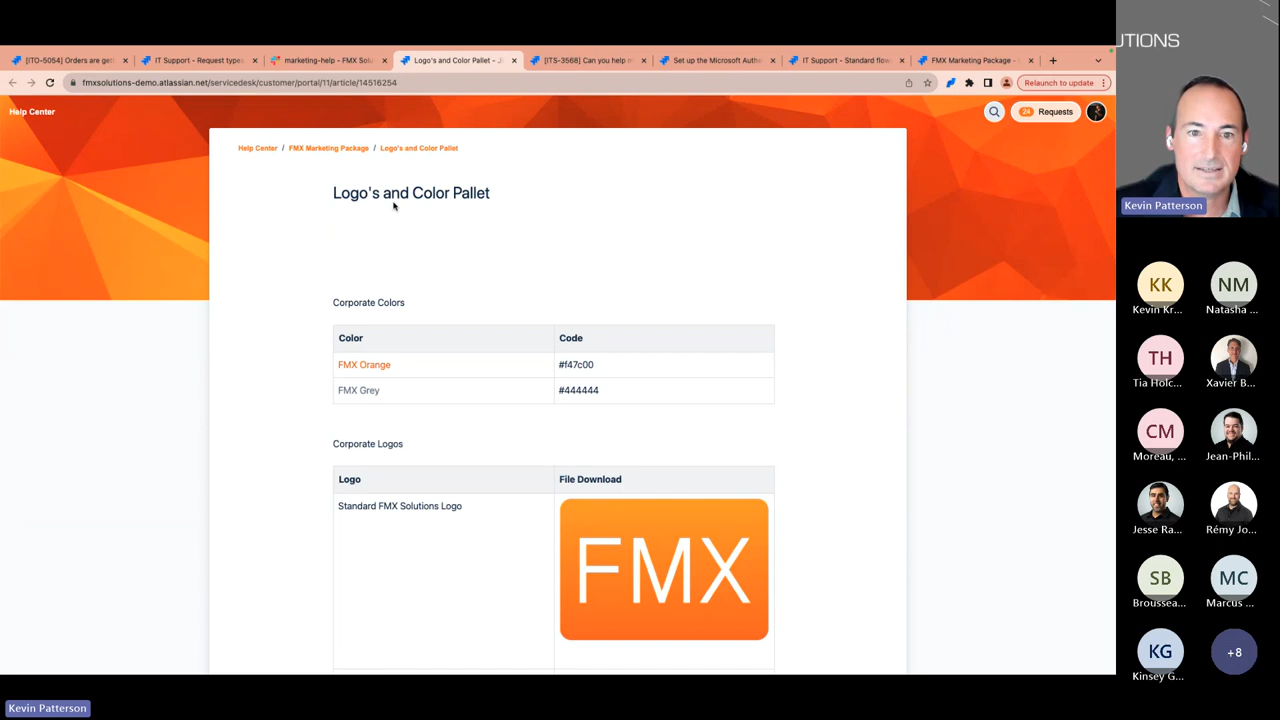 UTIONS
[ITO-5054] Orders are get
IT Support - Request types
marketing-help - FMX Solu
Logo's and Color Pallet - J
[ITS-3568] Can you help m
Set up the Microsoft Authe
IT Support - Standard flow
FMX Marketing Package -
fmxsolutions-demo.atlassian.net/servicedesk/customer/portal/11/article/14516254
Relaunch to update
Help Center
24 Requests
Help Center / FMX Marketing Package / Logo's and Color Pallet
Logo's and Color Pallet
Corporate Colors
Color Code
FMX Orange #f47c00
FMX Grey #444444
Corporate Logos
Logo File Download
Standard FMX Solutions Logo
FMX
Kevin Patterson
KK NM
Kevin Kr... Natasha ...
TH
Tia Holc... Xavier B...
CM
Moreau, ... Jean-Phil...
Jesse Ra... Rémy Jo...
SB MC
Broussea... Marcus ...
KG +8
Kinsey G...
Kevin Patterson